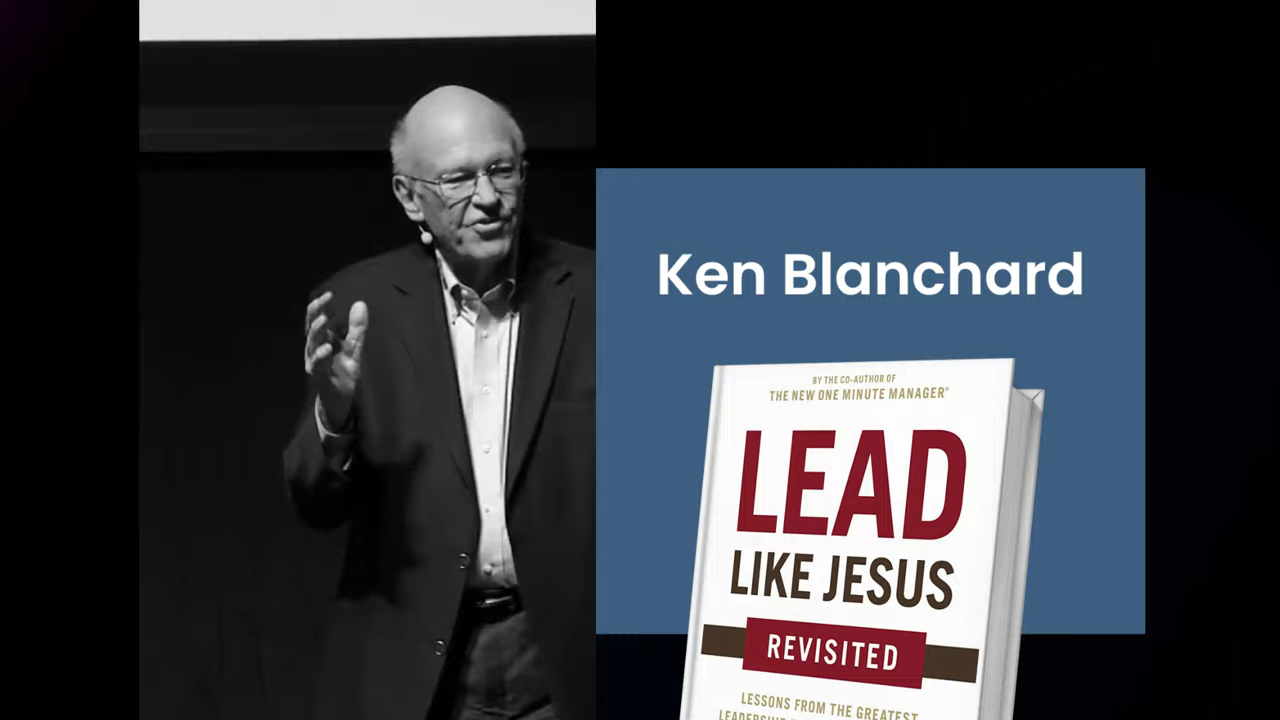 Ken Blanchard
BY THE CO-AUTHOR OF
THE NEW ONE MINUTE MANAGER®
LEAD
LIKE JESUS
REVISITED
LESSONS FROM THE GREATEST
LEADERSHIP